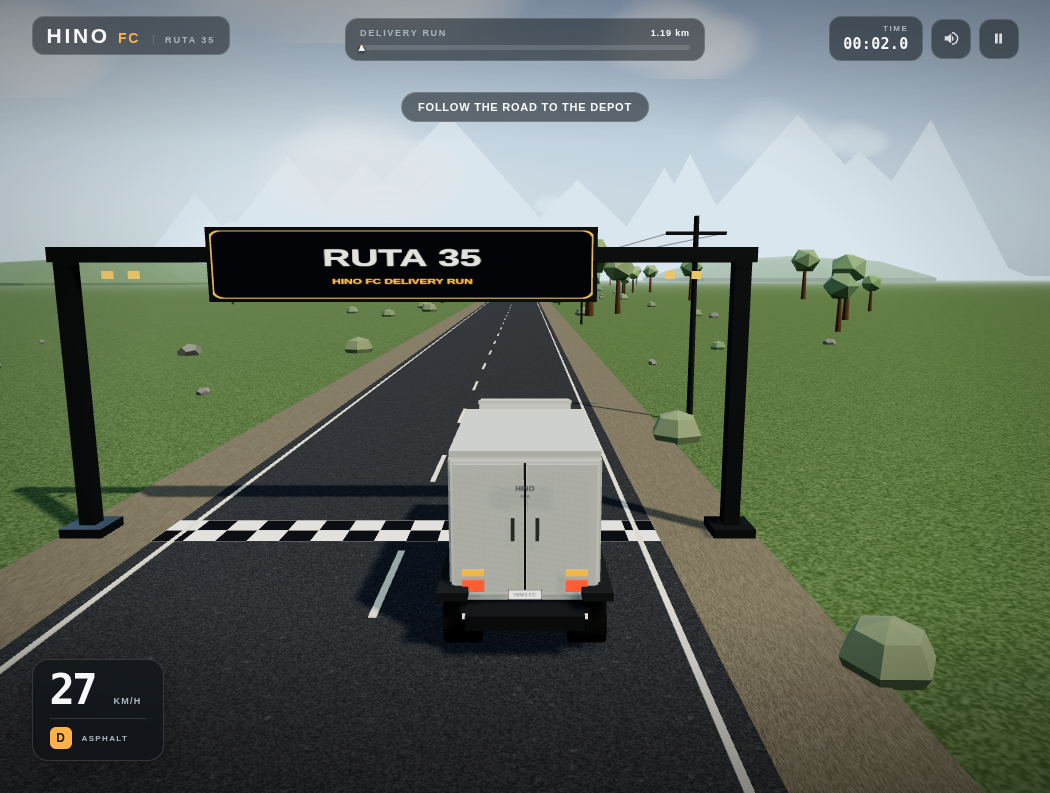 HINO FC RUTA 35
DELIVERY RUN 1.19 km
TIME
00:02.0
FOLLOW THE ROAD TO THE DEPOT
RUTA 35
HINO FC DELIVERY RUN
HINO
HINO FC
27 KM/H
D ASPHALT